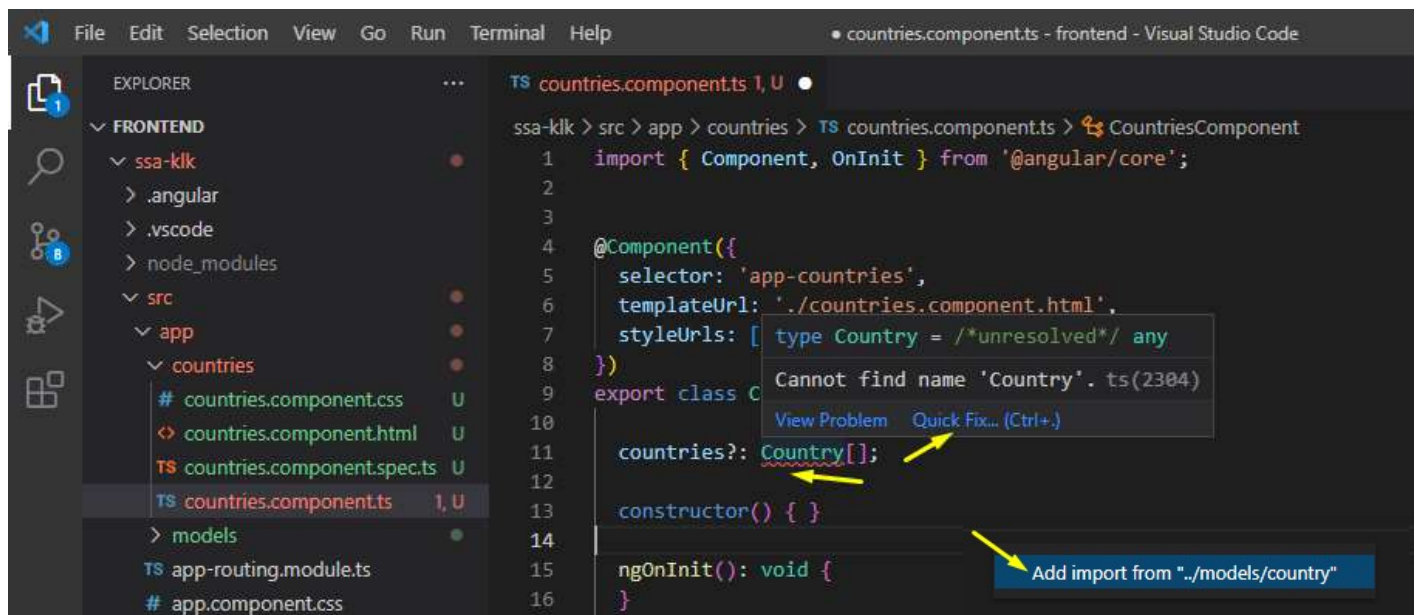 File Edit Selection View Go Run Terminal Help
● countries.component.ts - frontend - Visual Studio Code
1
8
EXPLORER ...
FRONTEND
ssa-klk
.angular
.vscode
node_modules
src
app
countries
# countries.component.css U
<> countries.component.html U
TS countries.component.spec.ts U
TS countries.component.ts 1, U
models
TS app-routing.module.ts
# app.component.css
TS countries.component.ts 1, U ●
ssa-klk > src > app > countries > TS countries.component.ts > CountriesComponent
1 import { Component, OnInit } from '@angular/core';
2
3
4 @Component({
5 selector: 'app-countries',
6 templateUrl: './countries.component.html',
7 styleUrls: [
8 })
9 export class C
10
11 countries?: Country[];
12
13 constructor() { }
14
15 ngOnInit(): void {
16 }
type Country = /*unresolved*/ any
Cannot find name 'Country'. ts(2304)
View Problem Quick Fix... (Ctrl+.)
Add import from "../models/country"